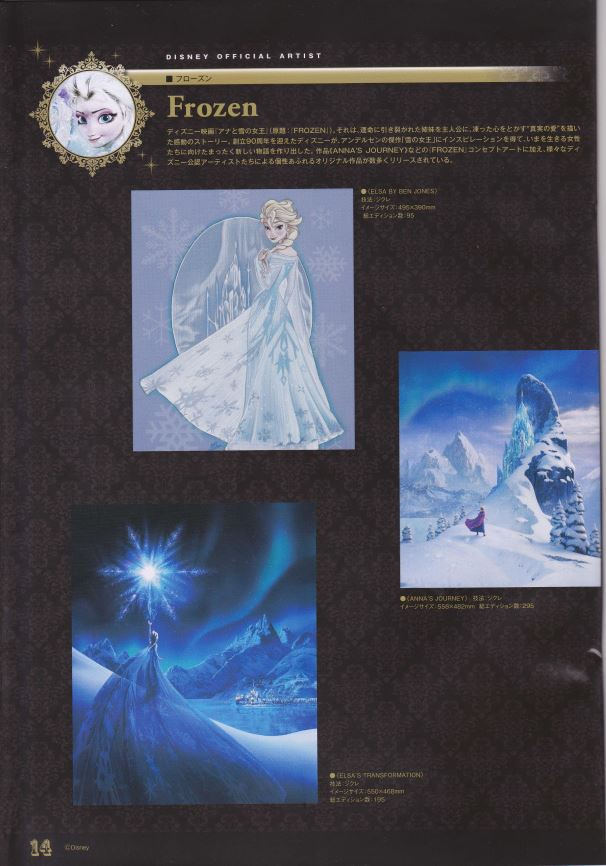 DISNEY OFFICIAL ARTIST
■ フローズン
Frozen
ディズニー映画『アナと雪の女王』(原題:『FROZEN』)。それは、運命に引き裂かれた姉妹を主人公に、凍った心をとかす"真実の愛"を描い
た感動のストーリー。創立90周年を迎えたディズニーが、アンデルセンの傑作『雪の女王』にインスピレーションを得て、いまを生きる女性
たちに向けたまったく新しい物語を作り出した。作品《ANNA'S JOURNEY》などの『FROZEN』コンセプトアートに加え、様々なディ
ズニー公認アーティストたちによる個性あふれるオリジナル作品が数多くリリースされている。
●《ELSA BY BEN JONES》
技法:ジクレ
イメージサイズ:495×390mm
総エディション数:95
●《ANNA'S JOURNEY》 技法:ジクレ
イメージサイズ:558×482mm 総エディション数:295
●《ELSA'S TRANSFORMATION》
技法:ジクレ
イメージサイズ:550×468mm
総エディション数:195
14
©Disney